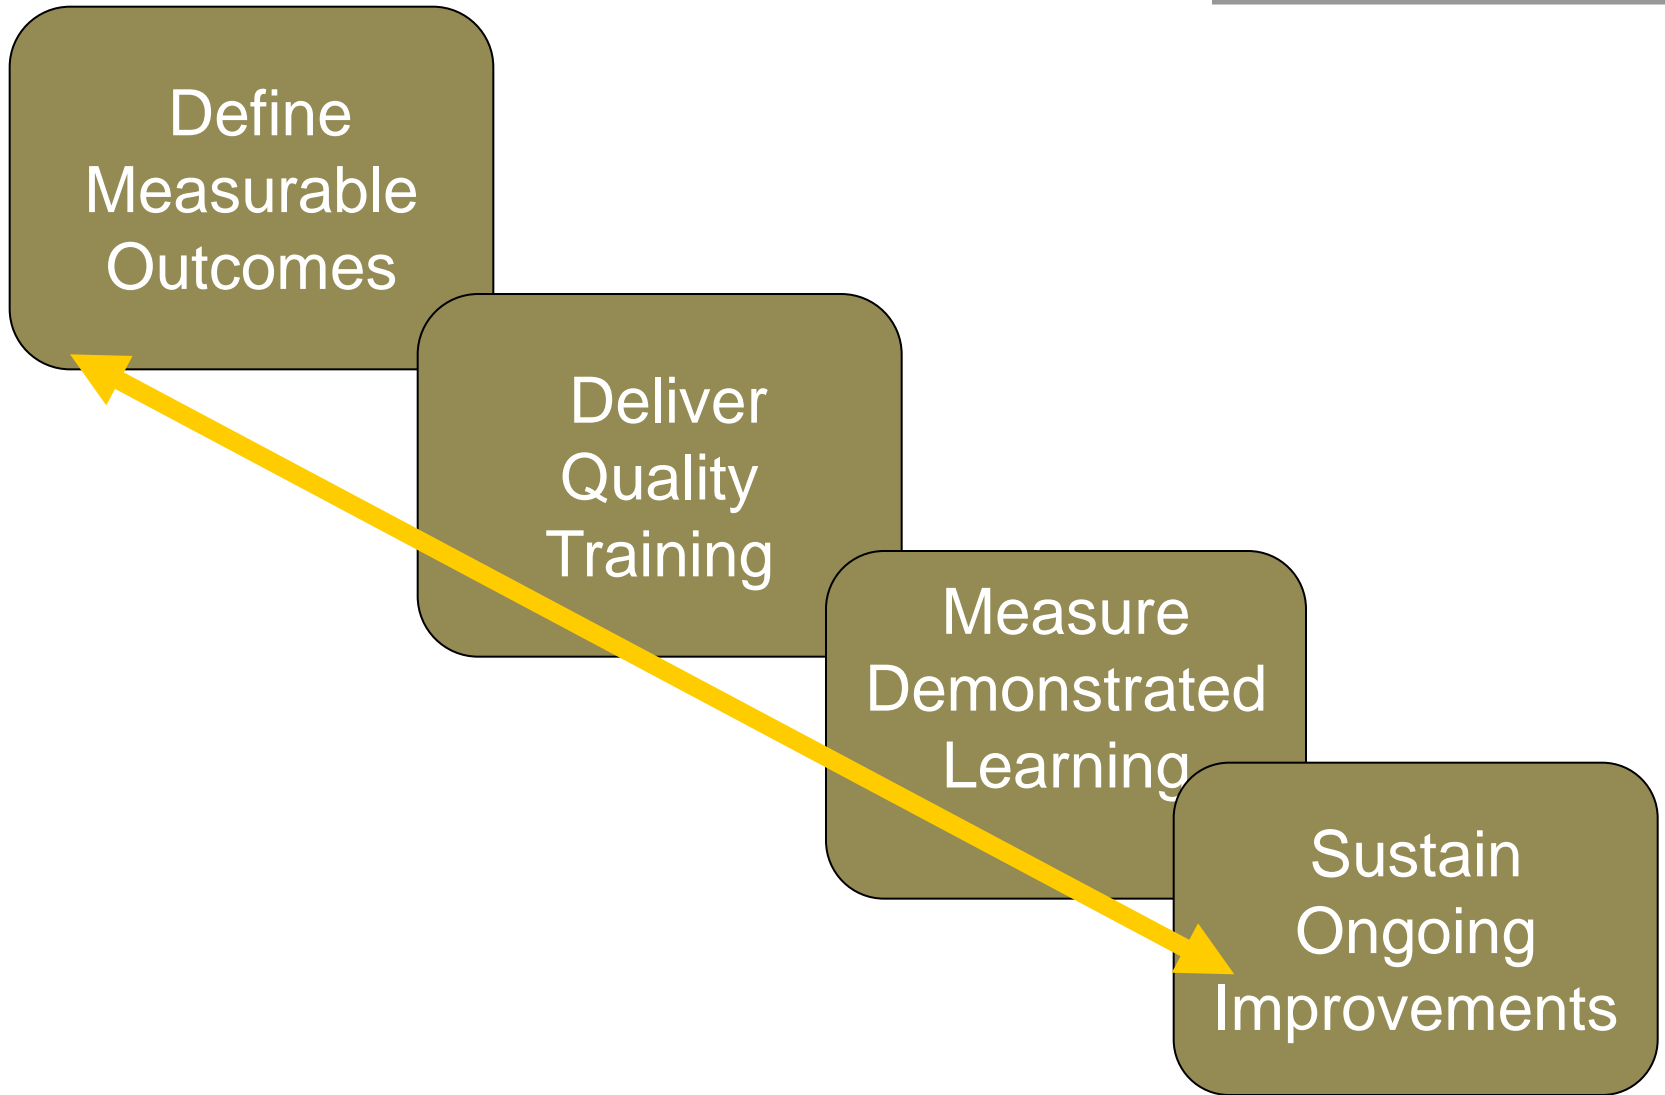 Define
Measurable
Outcomes
Deliver
Quality
Training
Measure
Demonstrated
Learning
Sustain
Ongoing
Improvements